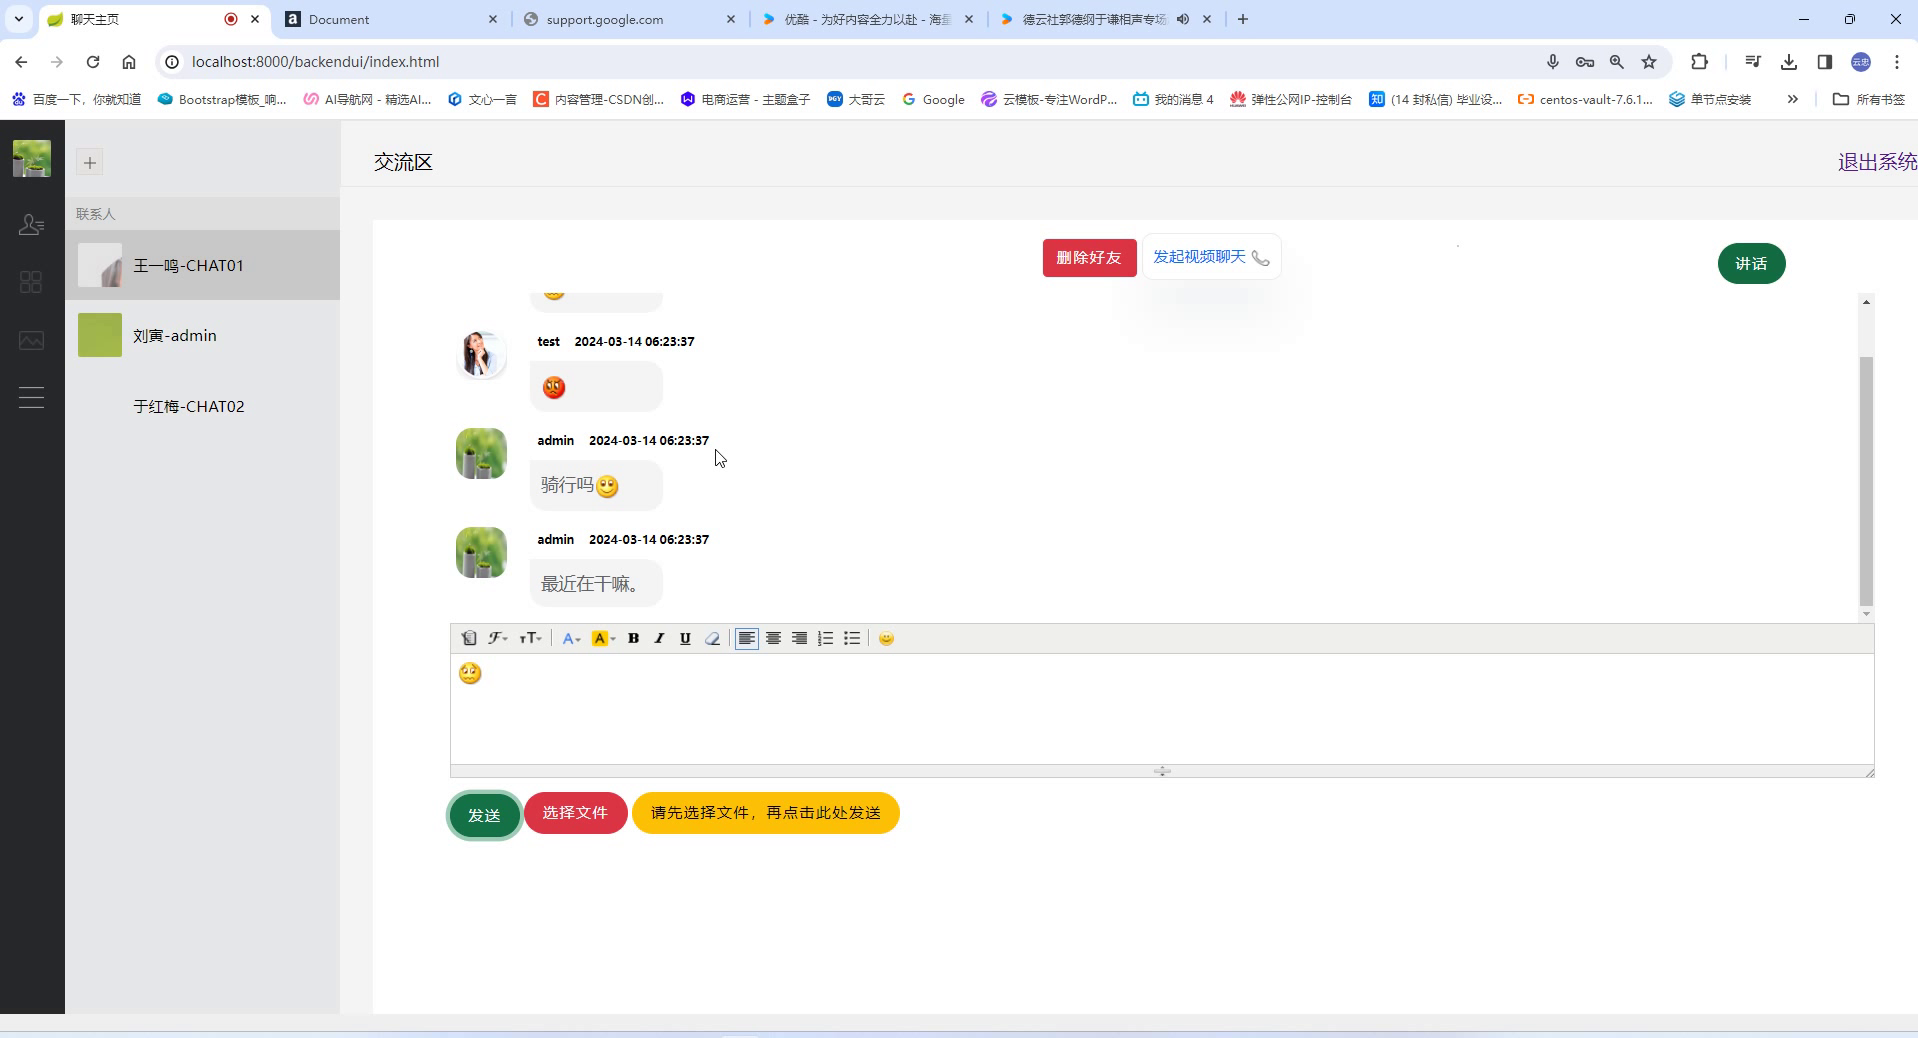 聊天主页
Document
support.google.com
优酷 - 为好内容全力以赴 - 海量
德云社郭德纲于谦相声专场
localhost:8000/backendui/index.html
云忠
百度一下，你就知道
Bootstrap模板_响...
AI导航网 - 精选AI...
文心一言
内容管理-CSDN创...
电商运营 - 主题盒子
大哥云
Google
云模板-专注WordP...
我的消息 4
弹性公网IP-控制台
(14 封私信) 毕业设...
centos-vault-7.6.1...
单节点安装
所有书签
交流区
退出系统
联系人
王一鸣-CHAT01
刘寅-admin
于红梅-CHAT02
删除好友
发起视频聊天
讲话
test 2024-03-14 06:23:37
admin 2024-03-14 06:23:37
骑行吗
admin 2024-03-14 06:23:37
最近在干嘛。
发送
选择文件
请先选择文件，再点击此处发送